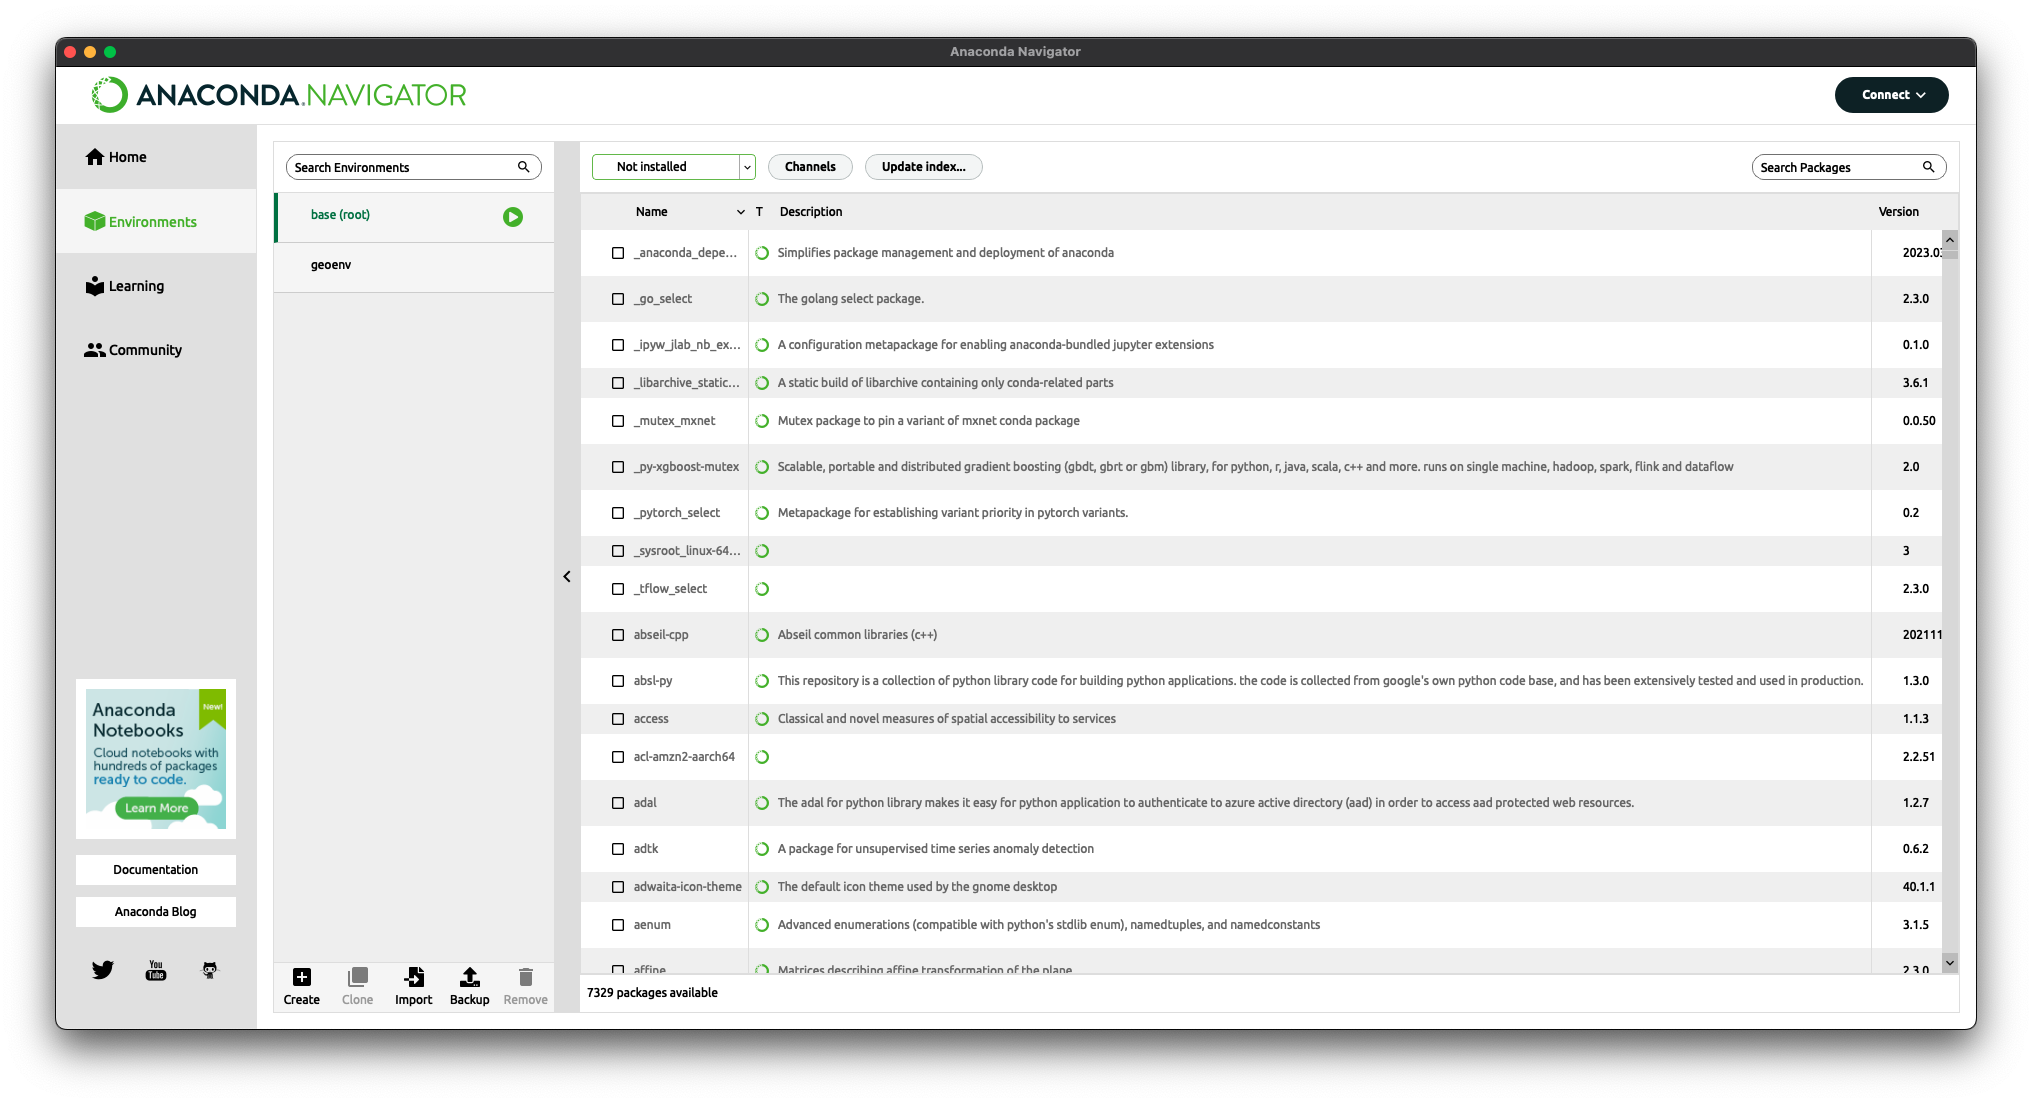 Anaconda Navigator
ANACONDA.NAVIGATOR
Connect
Home
Environments
Learning
Community
Anaconda
Notebooks
New!
Cloud notebooks with
hundreds of packages
ready to code.
Learn More
Documentation
Anaconda Blog
You
Tube
Search Environments
base (root)
geoenv
Create
Clone
Import
Backup
Remove
Not installed
Channels
Update index...
Search Packages
Name T Description Version
_anaconda_depe... Simplifies package management and deployment of anaconda 2023.03
_go_select The golang select package. 2.3.0
_ipyw_jlab_nb_ex... A configuration metapackage for enabling anaconda-bundled jupyter extensions 0.1.0
_libarchive_static... A static build of libarchive containing only conda-related parts 3.6.1
_mutex_mxnet Mutex package to pin a variant of mxnet conda package 0.0.50
_py-xgboost-mutex Scalable, portable and distributed gradient boosting (gbdt, gbrt or gbm) library, for python, r, java, scala, c++ and more. runs on single machine, hadoop, spark, flink and dataflow 2.0
_pytorch_select Metapackage for establishing variant priority in pytorch variants. 0.2
_sysroot_linux-64... 3
_tflow_select 2.3.0
abseil-cpp Abseil common libraries (c++) 202111
absl-py This repository is a collection of python library code for building python applications. the code is collected from google's own python code base, and has been extensively tested and used in production. 1.3.0
access Classical and novel measures of spatial accessibility to services 1.1.3
acl-amzn2-aarch64 2.2.51
adal The adal for python library makes it easy for python application to authenticate to azure active directory (aad) in order to access aad protected web resources. 1.2.7
adtk A package for unsupervised time series anomaly detection 0.6.2
adwaita-icon-theme The default icon theme used by the gnome desktop 40.1.1
aenum Advanced enumerations (compatible with python's stdlib enum), namedtuples, and namedconstants 3.1.5
affine Matrices describing affine transformation of the plane 2.3.0
7329 packages available